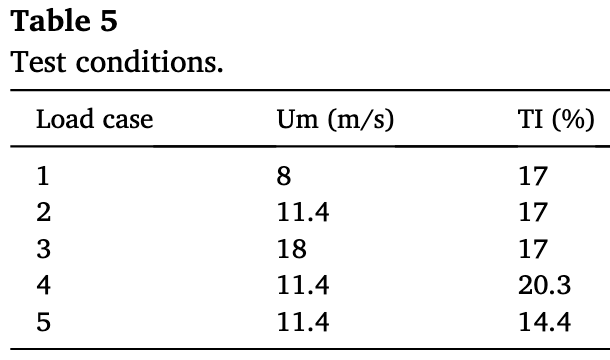 Table 5
Test conditions.
Load case Um (m/s) TI (%)
1 8 17
2 11.4 17
3 18 17
4 11.4 20.3
5 11.4 14.4